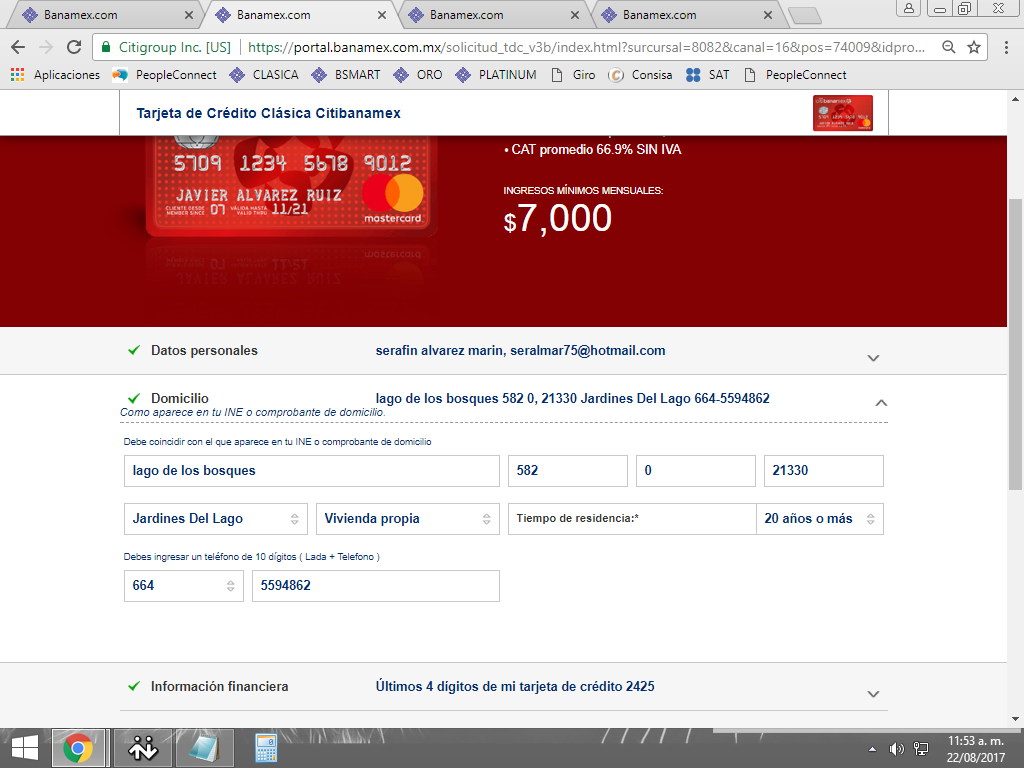 Banamex.com
Banamex.com
Banamex.com
Banamex.com
Citigroup Inc. [US]
https://portal.banamex.com.mx/solicitud_tdc_v3b/index.html?surcursal=8082&canal=16&pos=74009&idpro...
Aplicaciones PeopleConnect CLASICA BSMART ORO PLATINUM Giro Consisa SAT PeopleConnect
Tarjeta de Crédito Clásica Citibanamex
• CAT promedio 66.9% SIN IVA
5709 1234 5678 9012
JAVIER ALVAREZ RUIZ
CLIENTE DESDE
MEMBER SINCE 07 VÁLIDA HASTA
VALID THRU 11/21
mastercard
INGRESOS MÍNIMOS MENSUALES:
$7,000
Datos personales serafin alvarez marin, seralmar75@hotmail.com
Domicilio lago de los bosques 582 0, 21330 Jardines Del Lago 664-5594862
Como aparece en tu INE o comprobante de domicilio.
Debe coincidir con el que aparece en tu INE o comprobante de domicilio
lago de los bosques 582 0 21330
Jardines Del Lago Vivienda propia Tiempo de residencia:* 20 años o más
Debes ingresar un teléfono de 10 dígitos ( Lada + Telefono )
664 5594862
Información financiera Últimos 4 dígitos de mi tarjeta de crédito 2425
11:53 a. m.
22/08/2017